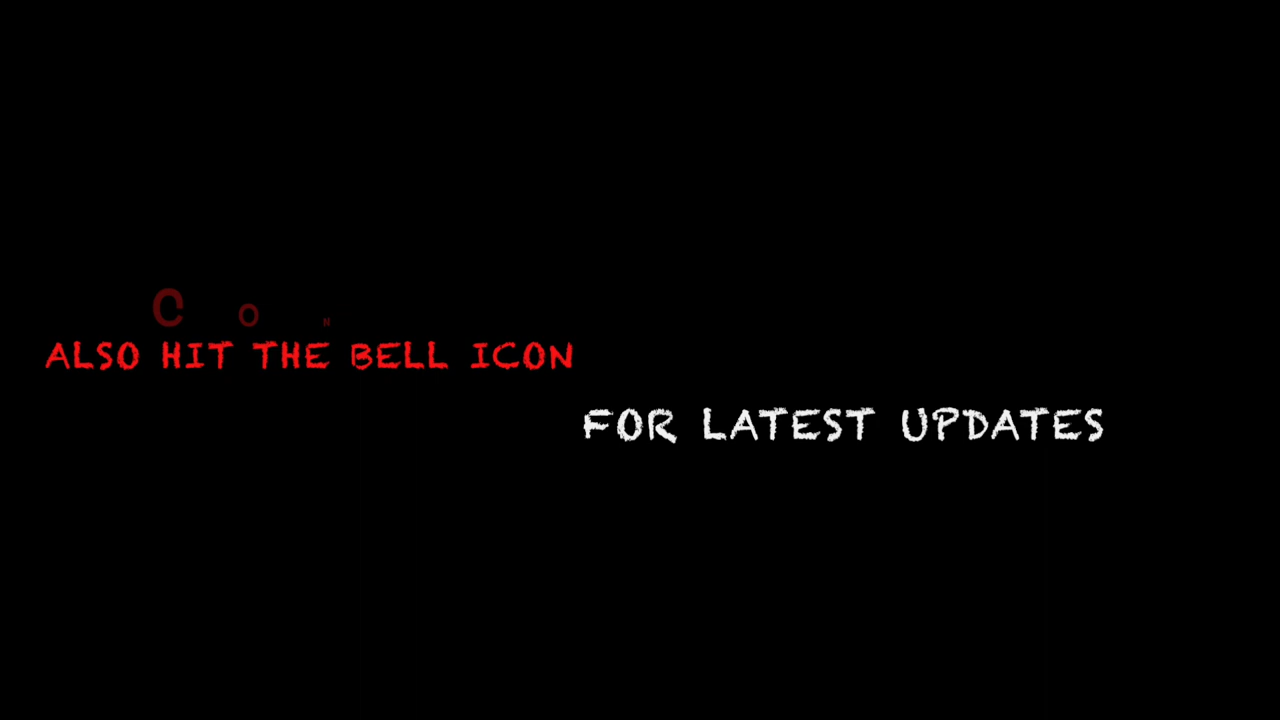 C O N
ALSO HIT THE BELL ICON
FOR LATEST UPDATES